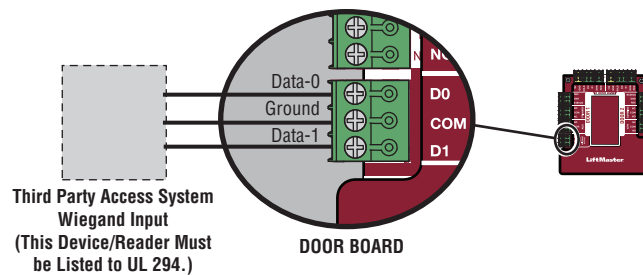 Data-0
Ground
Data-1
D0
COM
D1
LiftMaster
Third Party Access System
Wiegand Input
(This Device/Reader Must
be Listed to UL 294.)
DOOR BOARD